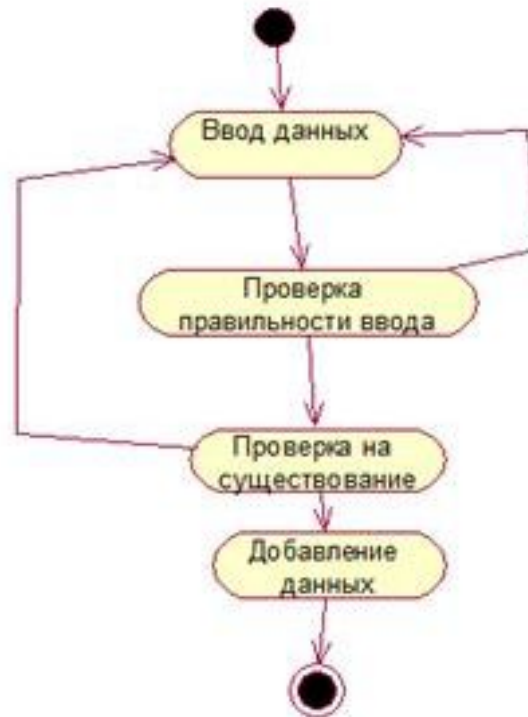 Ввод данных
Проверка
правильности ввода
Проверка на
существование
Добавление
данных